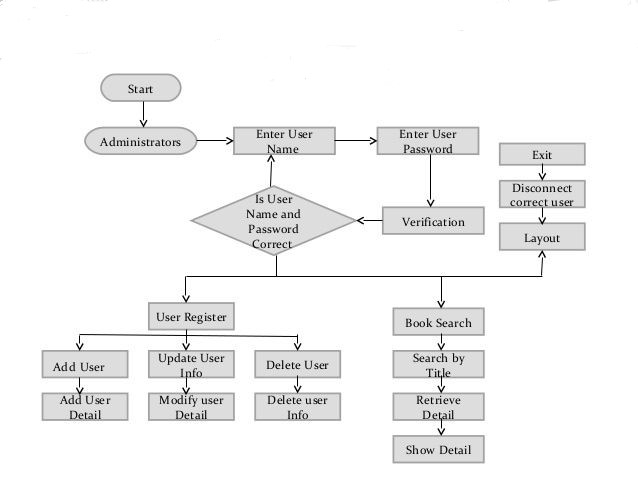 Start
Administrators
Enter User
Name
Enter User
Password
Exit
Disconnect
correct user
Layout
Is User
Name and
Password
Correct
Verification
User Register
Book Search
Add User
Update User
Info
Delete User
Search by
Title
Add User
Detail
Modify user
Detail
Delete user
Info
Retrieve
Detail
Show Detail